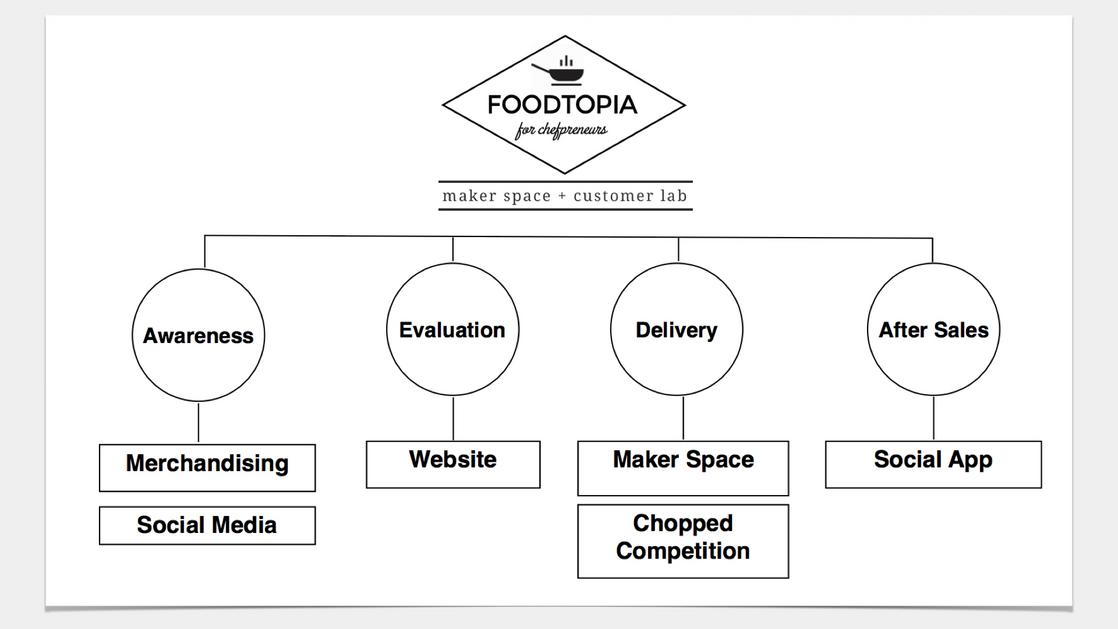 FOODTOPIA
for chefpreneurs
maker space + customer lab
Awareness
Evaluation
Delivery
After Sales
Merchandising
Website
Maker Space
Social App
Social Media
Chopped
Competition